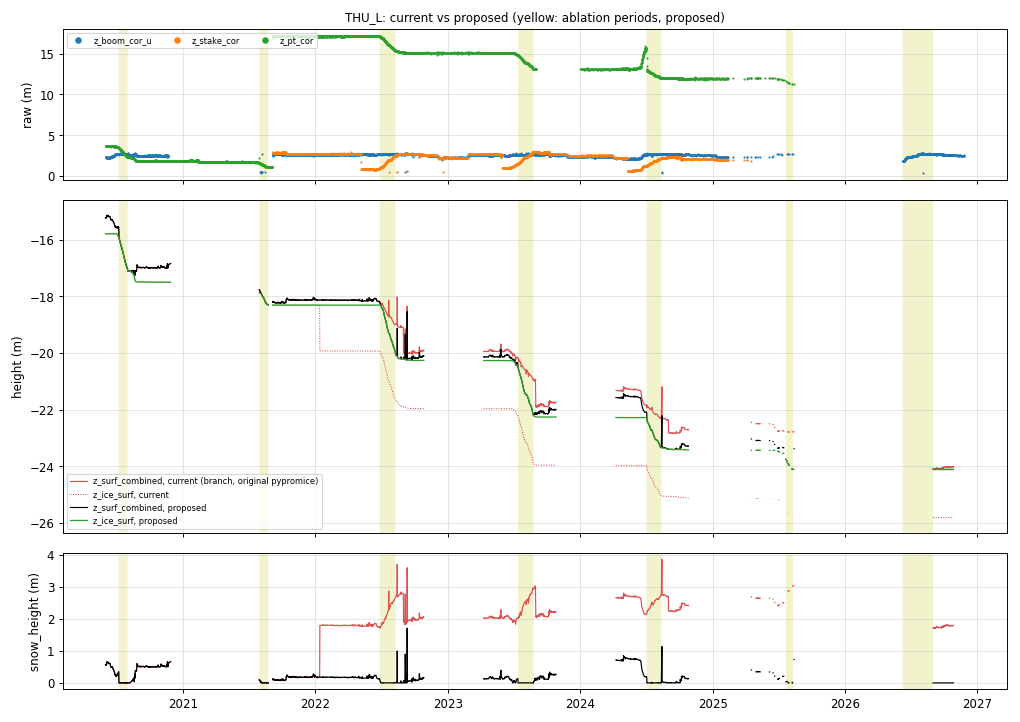 THU_L: current vs proposed (yellow: ablation periods, proposed)
z_boom_cor_u z_stake_cor z_pt_cor
raw (m)
15
10
5
0
height (m)
−16
−18
−20
−22
−24
−26
z_surf_combined, current (branch, original pypromice)
z_ice_surf, current
z_surf_combined, proposed
z_ice_surf, proposed
snow_height (m)
4
3
2
1
0
2021 2022 2023 2024 2025 2026 2027